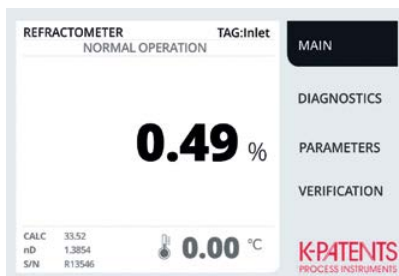 REFRACTOMETER TAG:Inlet
NORMAL OPERATION
0.49 %
CALC 33.52
nD 1.3854
S/N R13546
0.00 °C
MAIN
DIAGNOSTICS
PARAMETERS
VERIFICATION
K-PATENTS
PROCESS INSTRUMENTS